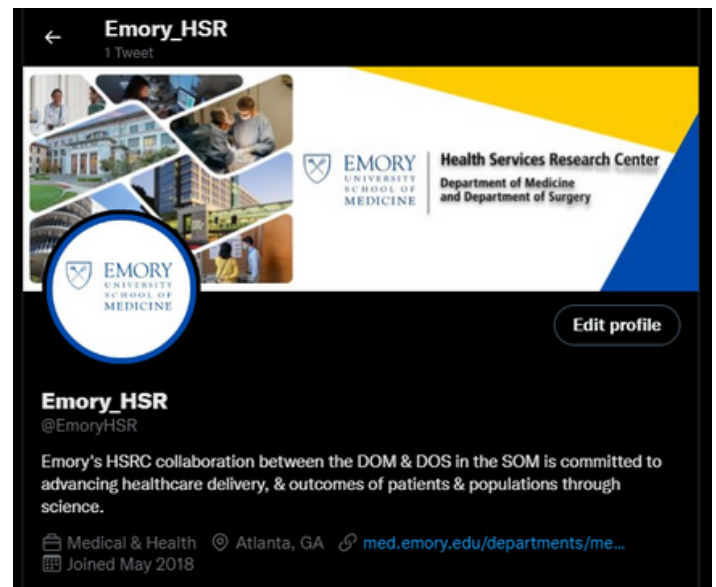 Emory_HSR
1 Tweet
EMORY
UNIVERSITY
SCHOOL OF
MEDICINE
Health Services Research Center
Department of Medicine
and Department of Surgery
EMORY
UNIVERSITY
SCHOOL OF
MEDICINE
Edit profile
Emory_HSR
@EmoryHSR
Emory's HSRC collaboration between the DOM & DOS in the SOM is committed to
advancing healthcare delivery, & outcomes of patients & populations through
science.
Medical & Health Atlanta, GA med.emory.edu/departments/me...
Joined May 2018